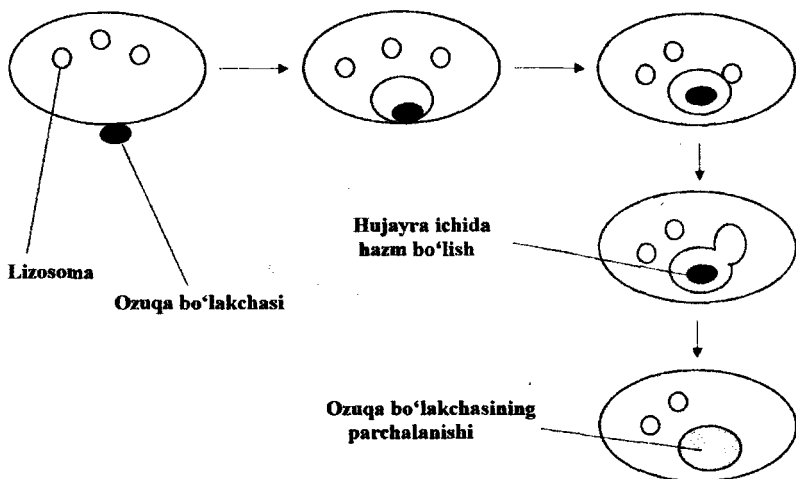 Hujayra ichida
hazm bo‘lish
Lizosoma
Ozuqa bo‘lakchasi
Ozuqa bo‘lakchasining
parchalanishi